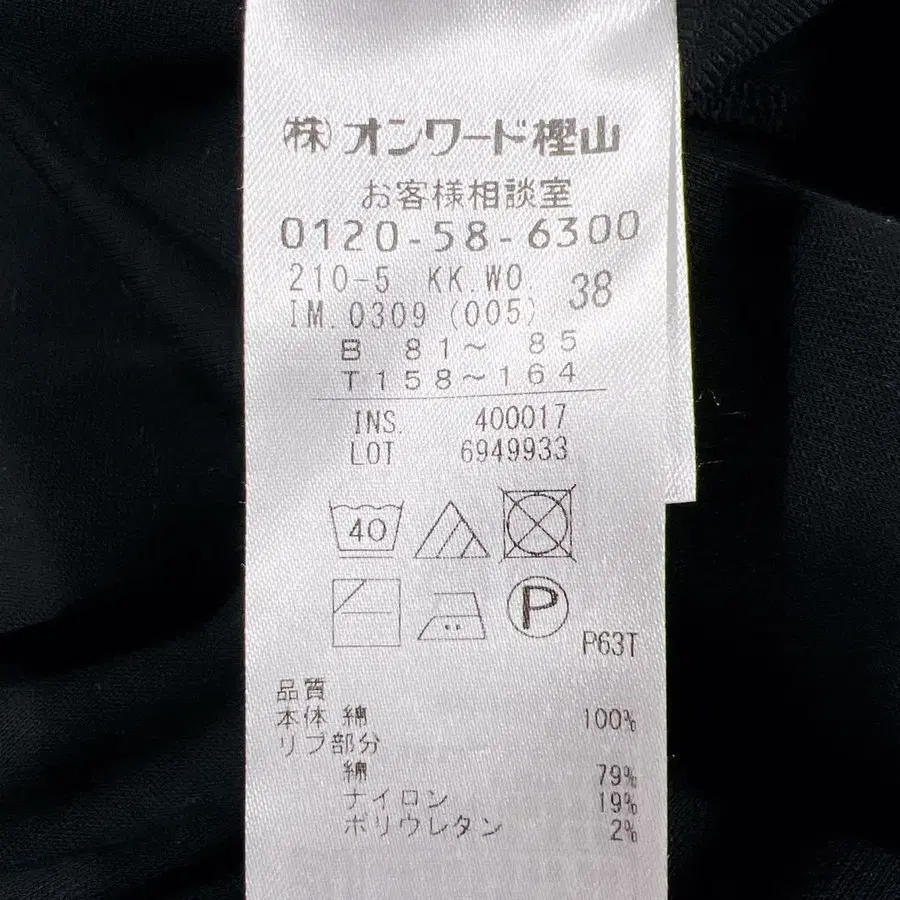 ㈱オンワード樫山
お客様相談室
0120-58-6300
210-5 KK.WO 38
IM.0309 (005)
B 81〜 85
T158〜164
INS. 400017
LOT 6949933
40
P
P63T
品質
本体 綿 100%
リブ部分
綿 79%
ナイロン 19%
ポリウレタン 2%